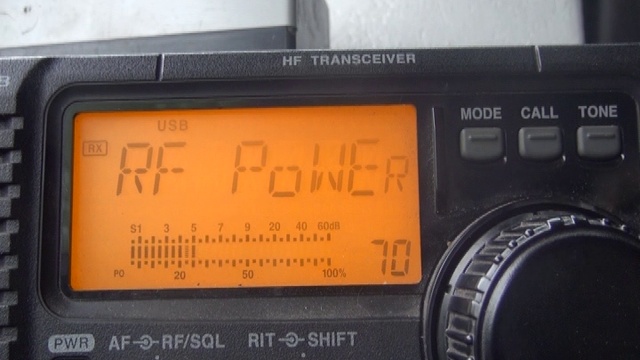 HF TRANSCEIVER
USB
RX
RF PoWER
S1 3 5 7 9 20 40 60dB
70
PO 20 50 100%
MODE CALL TONE
PWR AF RF/SQL RIT SHIFT